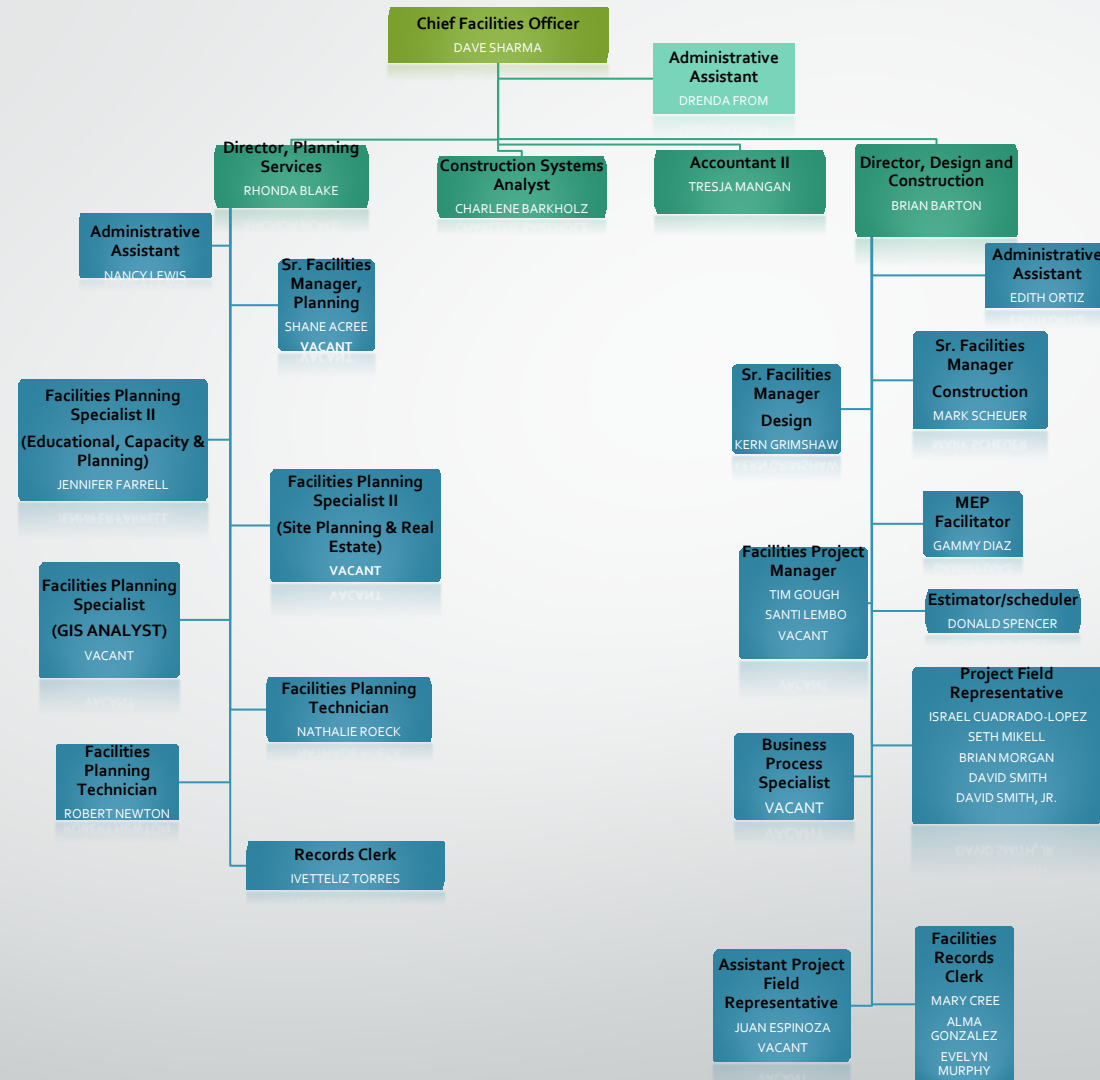 Chief Facilities Officer
DAVE SHARMA
Administrative
Assistant
DRENDA FROM
Director, Planning
Services
RHONDA BLAKE
Construction Systems
Analyst
CHARLENE BARKHOLZ
Accountant II
TRESJA MANGAN
Director, Design and
Construction
BRIAN BARTON
Administrative
Assistant
NANCY LEWIS
Sr. Facilities
Manager,
Planning
SHANE ACREE
VACANT
Facilities Planning
Specialist II
(Educational, Capacity &
Planning)
JENNIFER FARRELL
Facilities Planning
Specialist II
(Site Planning & Real
Estate)
VACANT
Facilities Planning
Specialist
(GIS ANALYST)
VACANT
Facilities Planning
Technician
NATHALIE ROECK
Facilities
Planning
Technician
ROBERT NEWTON
Records Clerk
IVETTELIZ TORRES
Administrative
Assistant
EDITH ORTIZ
Sr. Facilities
Manager
Construction
MARK SCHEUER
Sr. Facilities
Manager
Design
KERN GRIMSHAW
MEP
Facilitator
GAMMY DIAZ
Facilities Project
Manager
TIM GOUGH
SANTI LEMBO
VACANT
Estimator/scheduler
DONALD SPENCER
Project Field
Representative
ISRAEL CUADRADO-LOPEZ
SETH MIKELL
BRIAN MORGAN
DAVID SMITH
DAVID SMITH, JR.
Business
Process
Specialist
VACANT
Assistant Project
Field
Representative
JUAN ESPINOZA
VACANT
Facilities
Records
Clerk
MARY CREE
ALMA
GONZALEZ
EVELYN
MURPHY